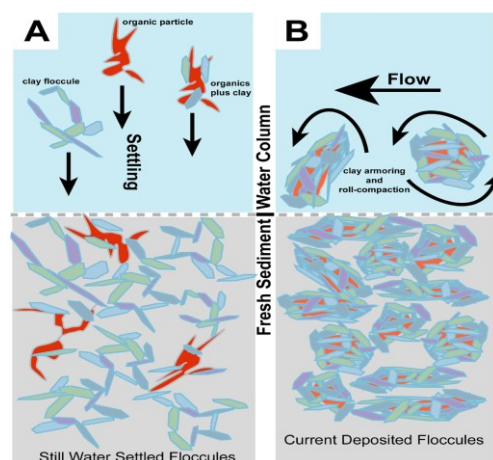 A
organic particle
clay floccule
organics
plus clay
Settling
B
Flow
clay armoring
and
roll-compaction
Fresh Sediment
Water Column
Still Water Settled Floccules
Current Deposited Floccules